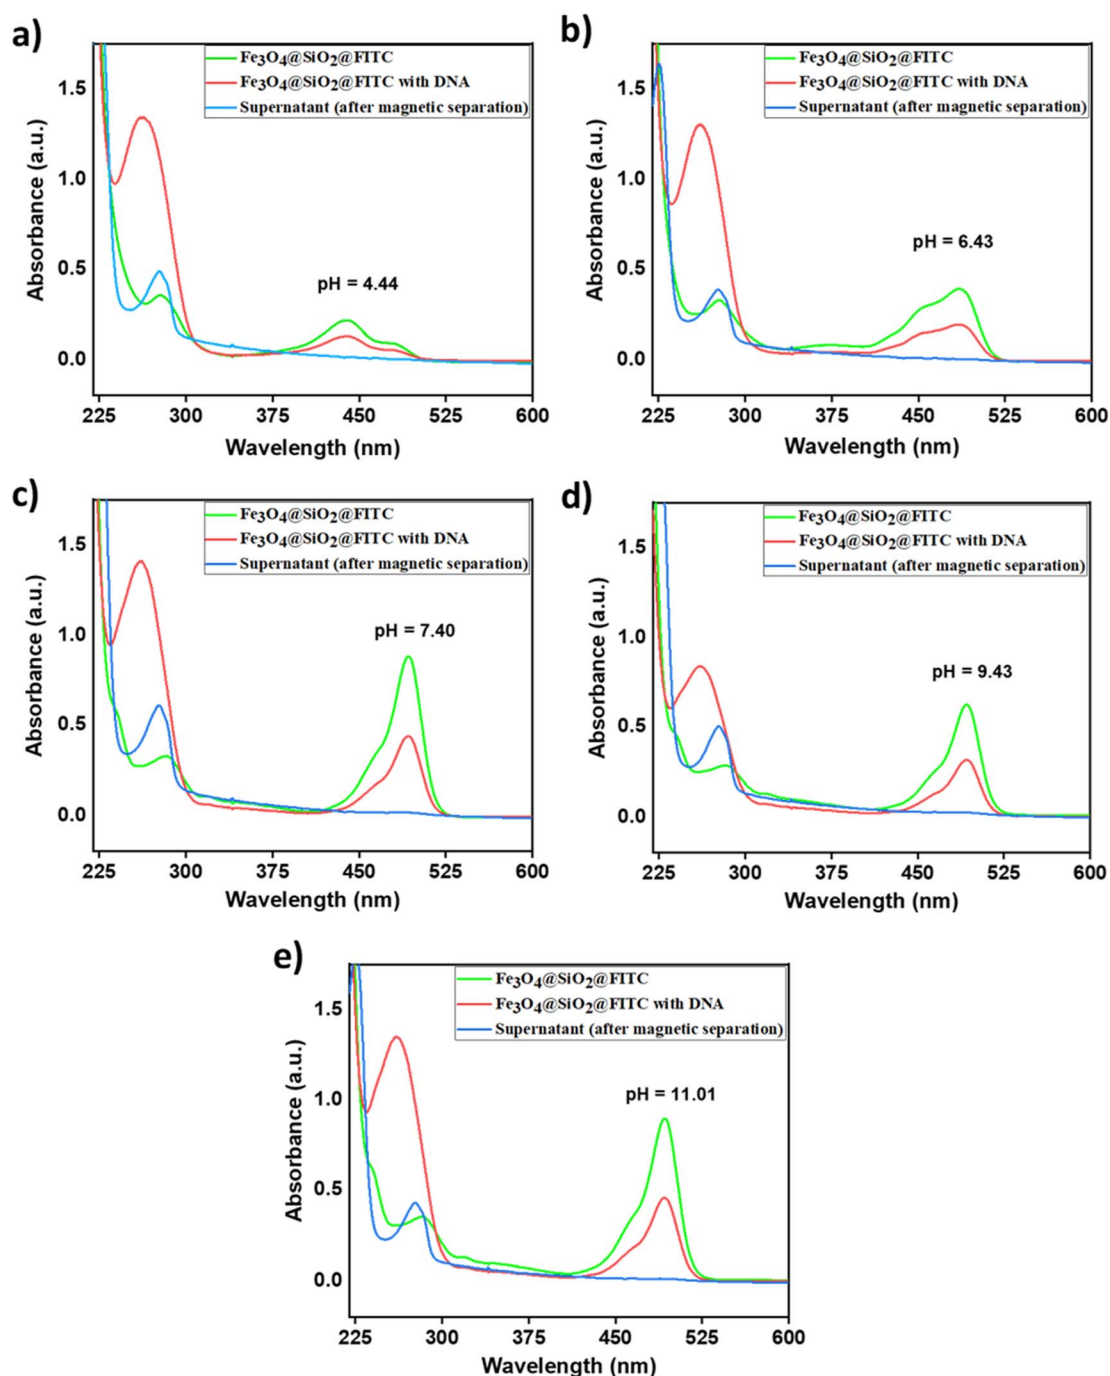 a)
Fe3O4@SiO2@FITC
Fe3O4@SiO2@FITC with DNA
Supernatant (after magnetic separation)
1.5
1.0
0.5
0.0
Absorbance (a.u.)
pH = 4.44
225 300 375 450 525 600
Wavelength (nm)
b)
Fe3O4@SiO2@FITC
Fe3O4@SiO2@FITC with DNA
Supernatant (after magnetic separation)
1.5
1.0
0.5
0.0
Absorbance (a.u.)
pH = 6.43
225 300 375 450 525 600
Wavelength (nm)
c)
Fe3O4@SiO2@FITC
Fe3O4@SiO2@FITC with DNA
Supernatant (after magnetic separation)
1.5
1.0
0.5
0.0
Absorbance (a.u.)
pH = 7.40
225 300 375 450 525 600
Wavelength (nm)
d)
Fe3O4@SiO2@FITC
Fe3O4@SiO2@FITC with DNA
Supernatant (after magnetic separation)
1.5
1.0
0.5
0.0
Absorbance (a.u.)
pH = 9.43
225 300 375 450 525 600
Wavelength (nm)
e)
Fe3O4@SiO2@FITC
Fe3O4@SiO2@FITC with DNA
Supernatant (after magnetic separation)
1.5
1.0
0.5
0.0
Absorbance (a.u.)
pH = 11.01
225 300 375 450 525 600
Wavelength (nm)